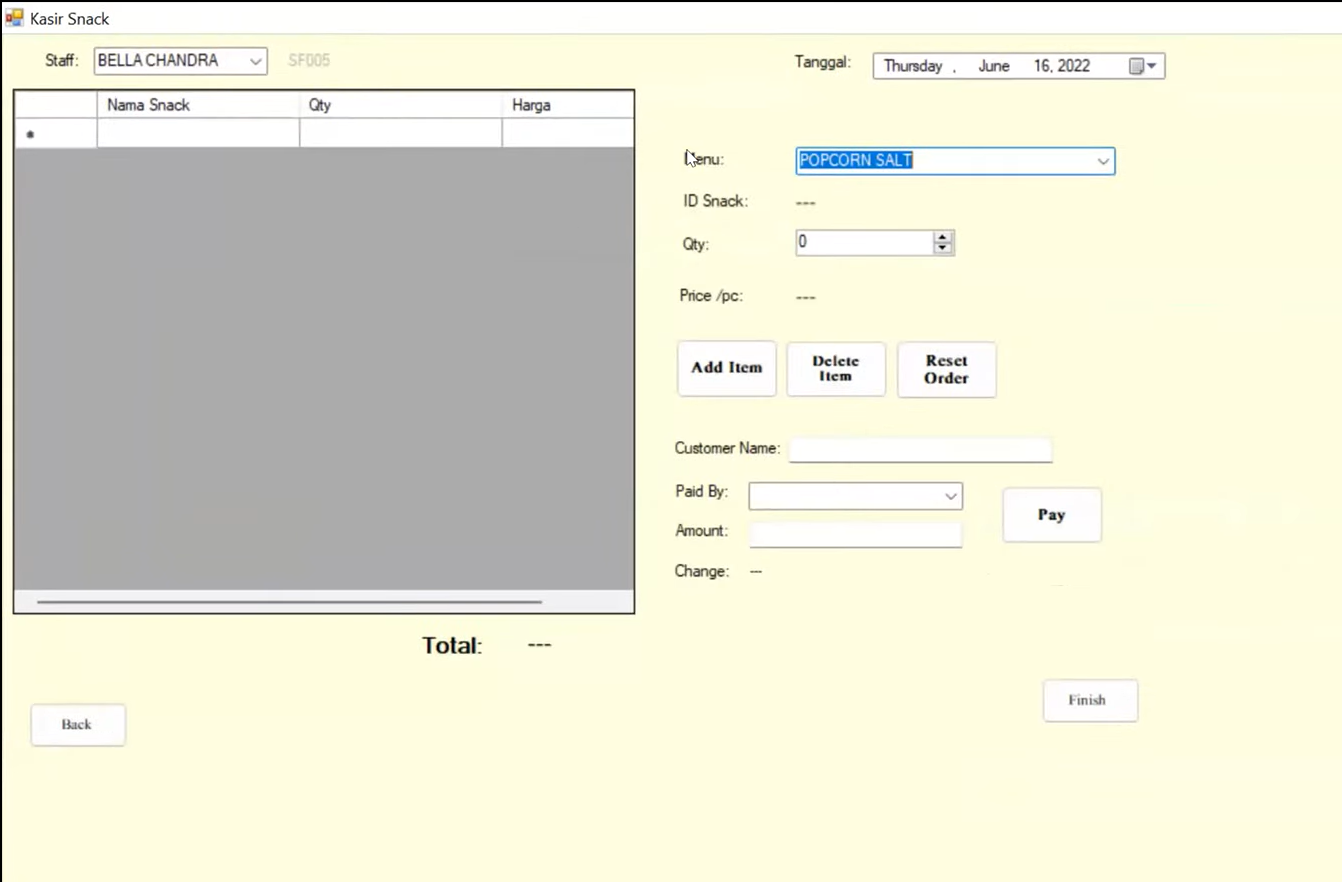 Kasir Snack
Staff: BELLA CHANDRA SF005
Tanggal: Thursday , June 16, 2022
Nama Snack Qty Harga
*
Menu: POPCORN SALT
ID Snack: ---
Qty: 0
Price /pc: ---
Add Item
Delete
Item
Reset
Order
Customer Name:
Paid By:
Amount:
Pay
Change: ---
Total: ---
Finish
Back